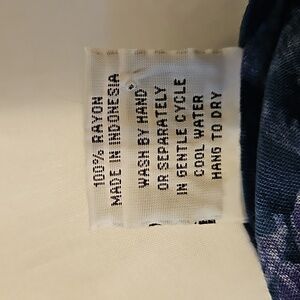 100% RAYON
MADE IN INDONESIA
WASH BY HAND
OR SEPARATELY
IN GENTLE CYCLE
COOL WATER
HANG TO DRY